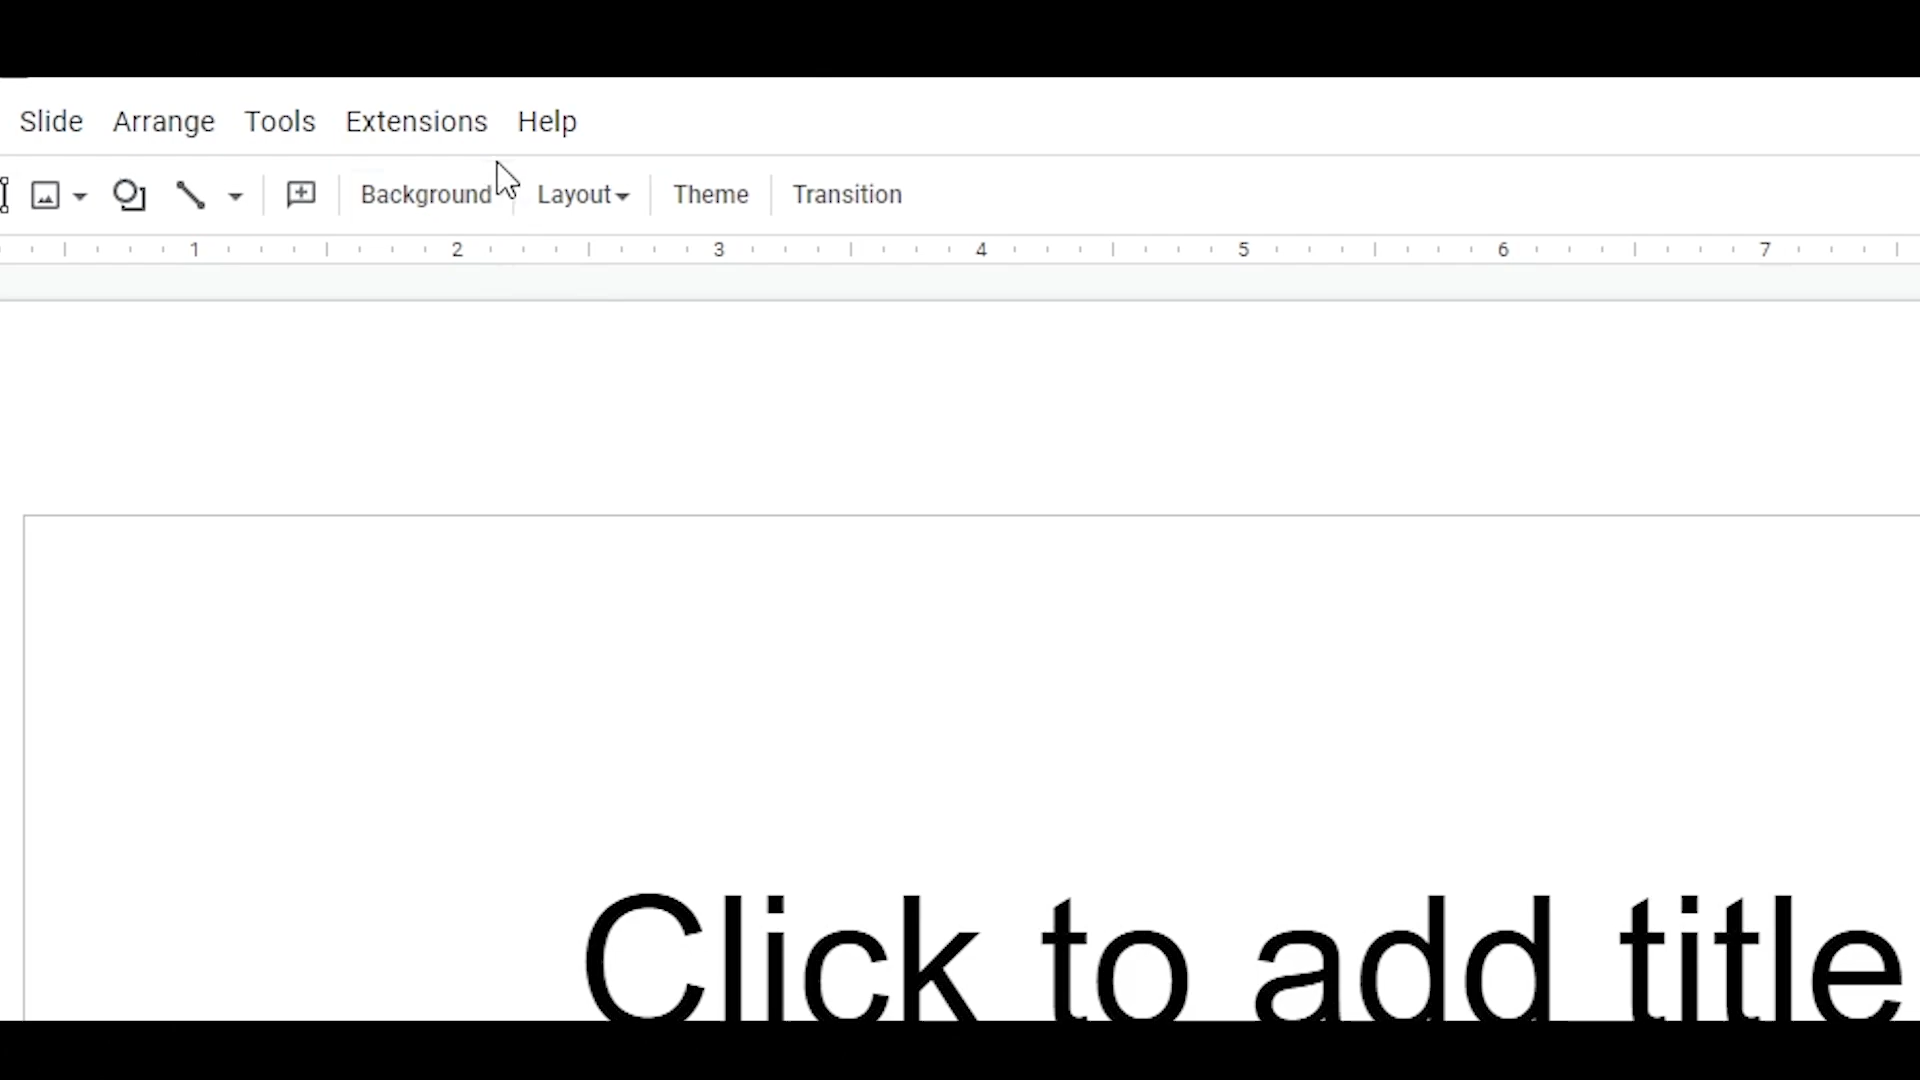 Slide Arrange Tools Extensions Help
Background Layout Theme Transition
1 2 3 4 5 6 7
Click to add title